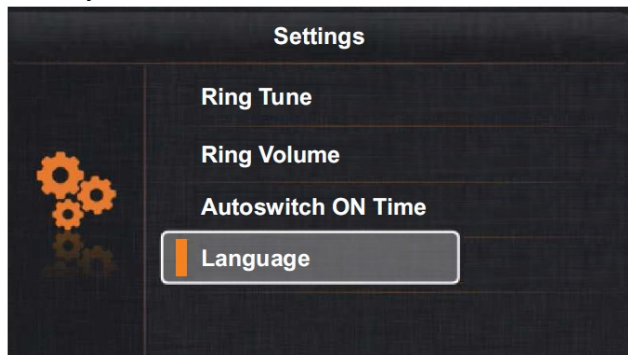 Settings
Ring Tune
Ring Volume
Autoswitch ON Time
Language